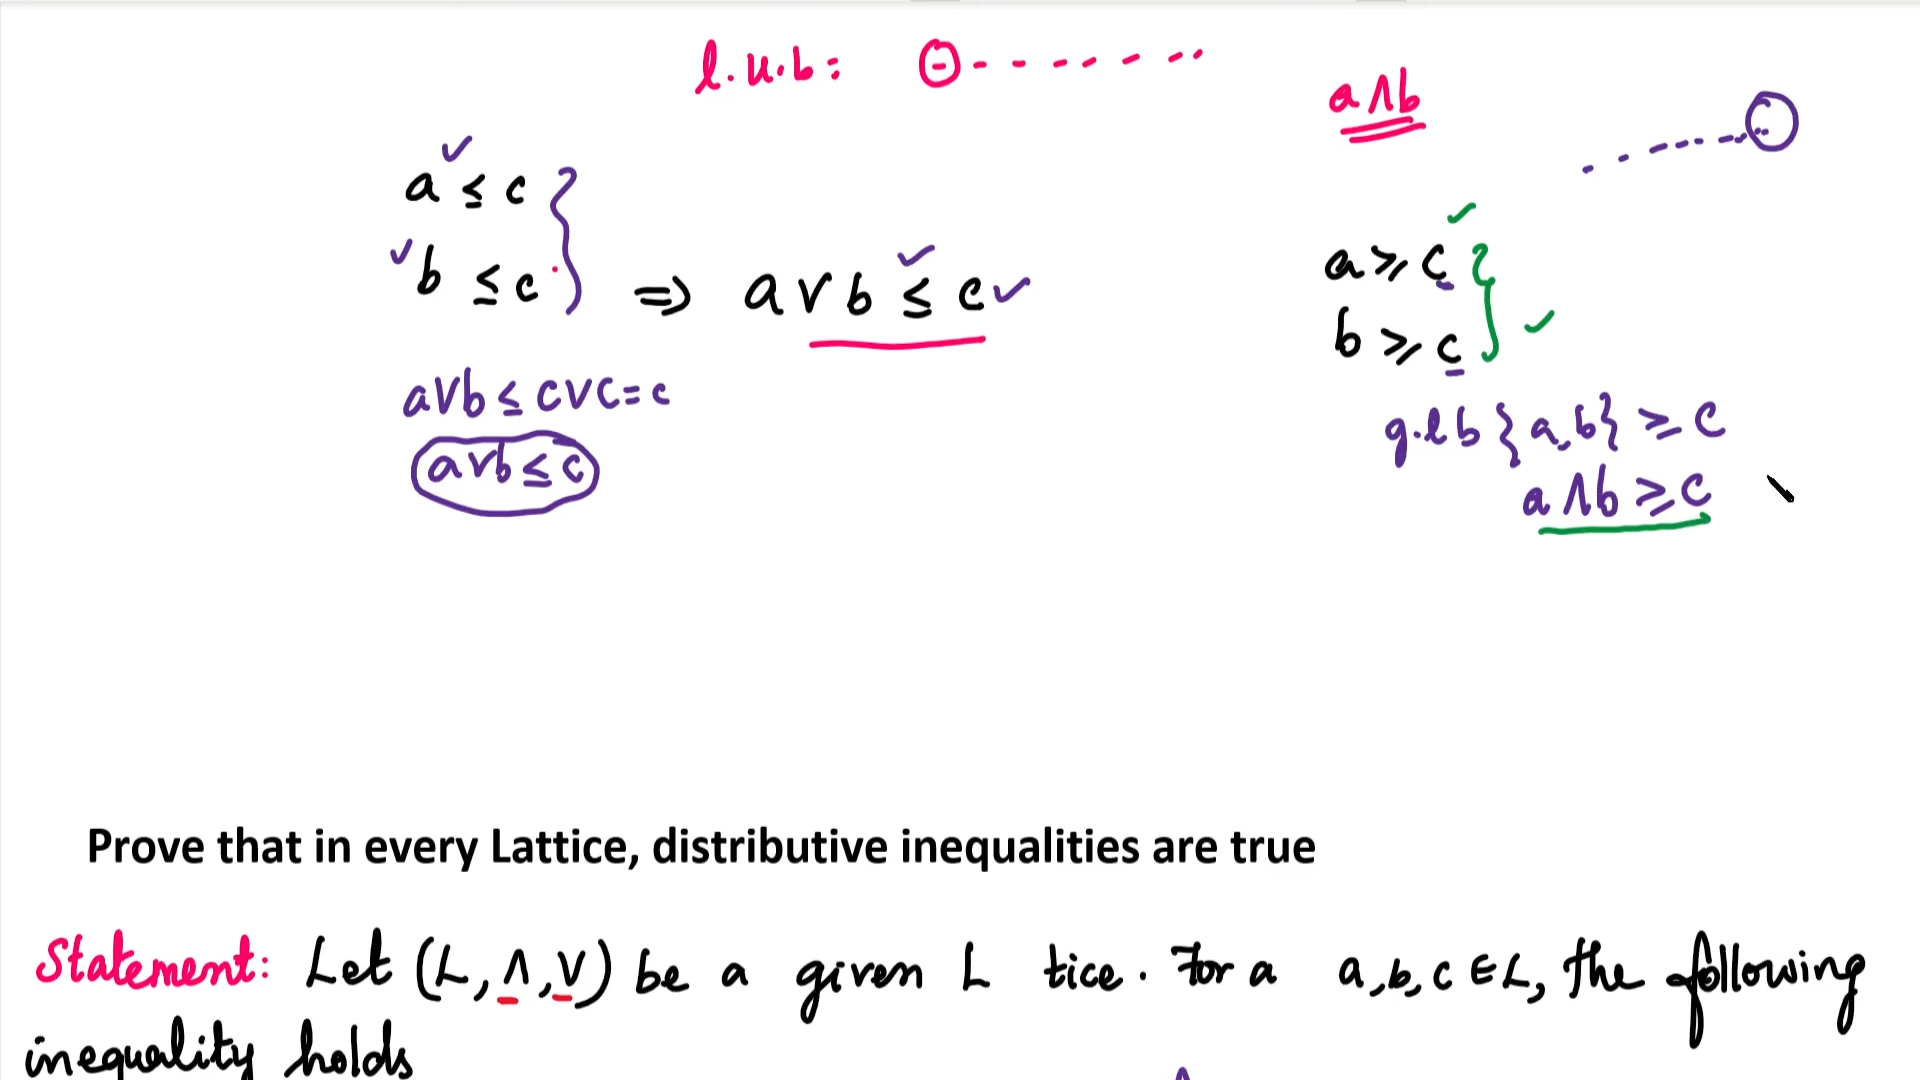 l.u.b:
a∧b
a ≤ c
b ≤ c ⇒ a∨b ≤ c
a∨b ≤ c∨c = c
a∨b ≤ c
a ≥ c
b ≥ c
g.l.b {a,b} ≥ c
a∧b ≥ c
Prove that in every Lattice, distributive inequalities are true
Statement: Let (L,∧,∨) be a given L tice. For a a,b,c ∈ L, the following
inequality holds